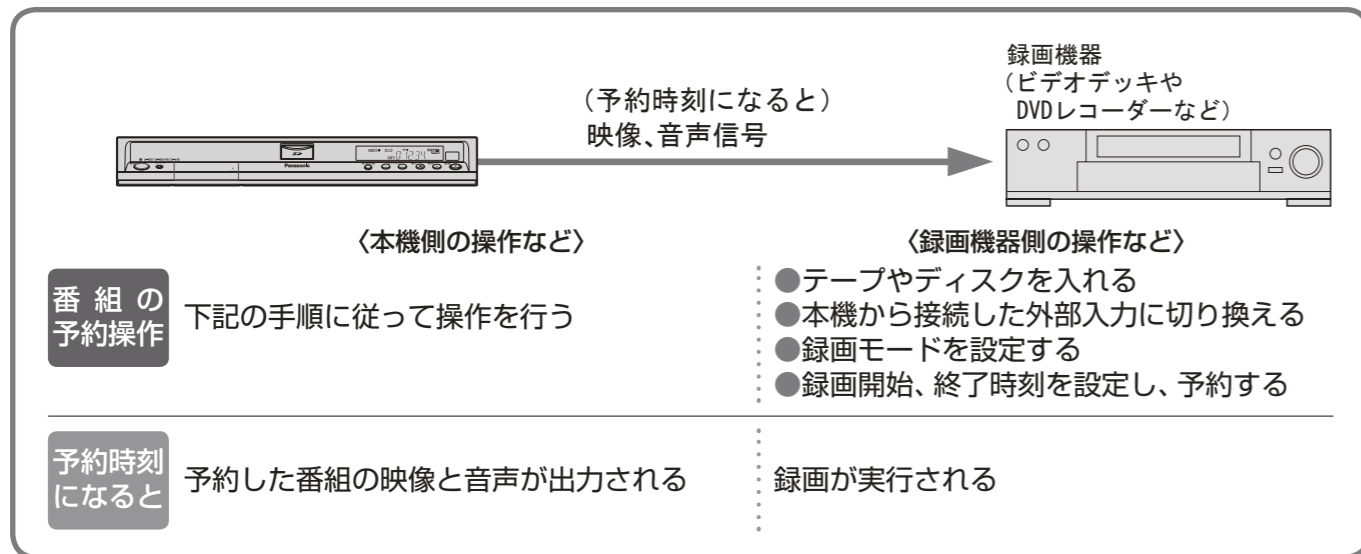 録画機器
(ビデオデッキや
DVDレコーダーなど)
(予約時刻になると)
映像、音声信号
Panasonic
〈本機側の操作など〉
〈録画機器側の操作など〉
番組の
予約操作
下記の手順に従って操作を行う
●テープやディスクを入れる
●本機から接続した外部入力に切り換える
●録画モードを設定する
●録画開始、終了時刻を設定し、予約する
予約時刻
になると
予約した番組の映像と音声が出力される
録画が実行される